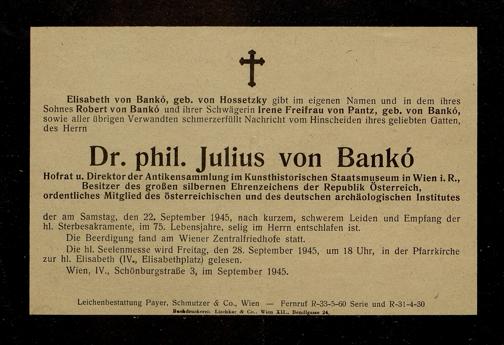 Elisabeth von Bankó, geb. von Hossetzky gibt im eigenen Namen und in dem ihres
Sohnes Robert von Bankó und ihrer Schwägerin Irene Freifrau von Pantz, geb. von Bankó,
sowie aller übrigen Verwandten schmerzerfüllt Nachricht vom Hinscheiden ihres geliebten Gatten,
des Herrn
Dr. phil. Julius von Bankó
Hofrat u. Direktor der Antikensammlung im Kunsthistorischen Staatsmuseum in Wien i. R.,
Besitzer des großen silbernen Ehrenzeichens der Republik Österreich,
ordentliches Mitglied des österreichischen und des deutschen archäologischen Institutes
der am Samstag, den 22. September 1945, nach kurzem, schwerem Leiden und Empfang der
hl. Sterbesakramente, im 75. Lebensjahre, selig im Herrn entschlafen ist.
Die Beerdigung fand am Wiener Zentralfriedhofe statt.
Die hl. Seelenmesse wird Freitag, den 28. September 1945, um 18 Uhr, in der Pfarrkirche
zur hl. Elisabeth (IV., Elisabethplatz) gelesen.
Wien, IV., Schönburgstraße 3, im September 1945.
Leichenbestattung Payer, Schmutzer & Co., Wien — Fernruf R-33-5-60 Serie und R-31-4-30
Buchdruckerei Lischkar & Co., Wien XII., Bendlgasse 24.